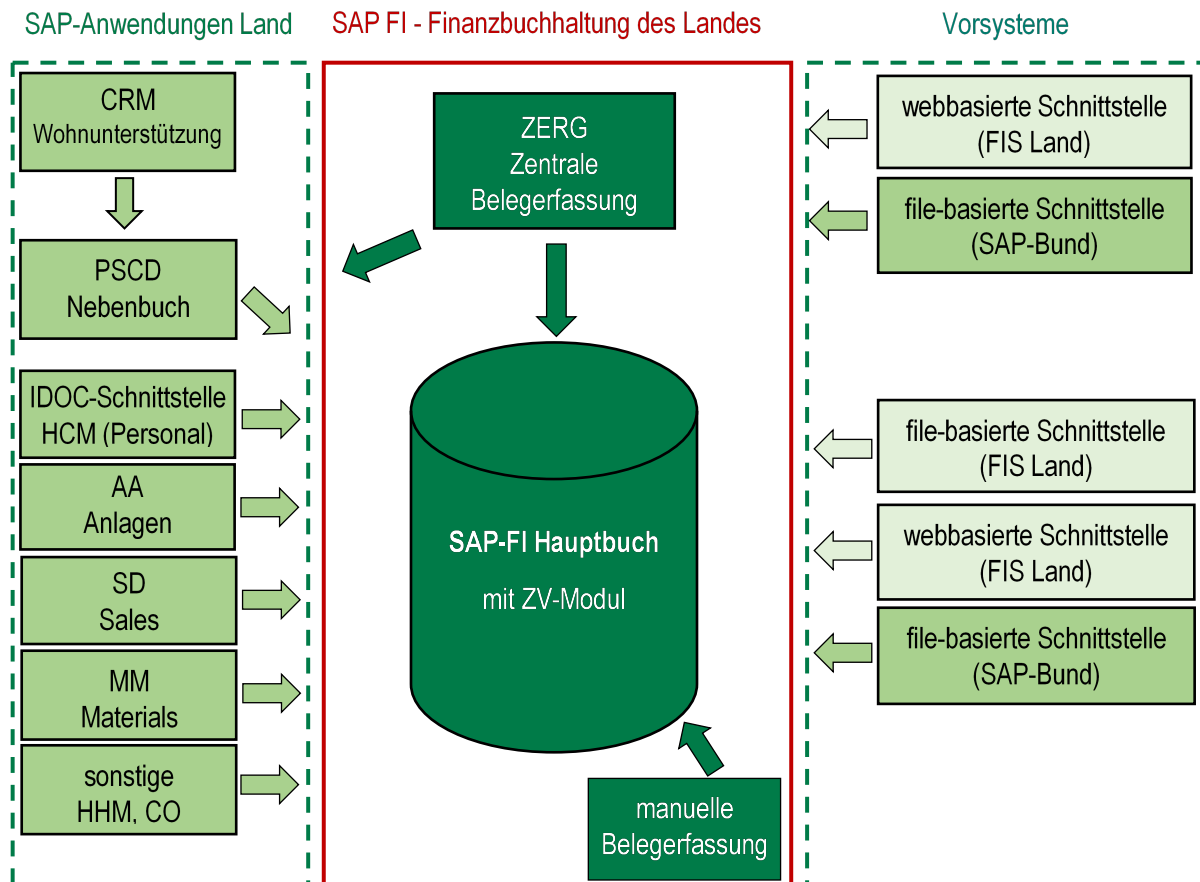 SAP-Anwendungen Land
CRM
Wohnunterstützung
PSCD
Nebenbuch
IDOC-Schnittstelle
HCM (Personal)
AA
Anlagen
SD
Sales
MM
Materials
sonstige
HHM, CO
SAP FI - Finanzbuchhaltung des Landes
ZERG
Zentrale
Belegerfassung
SAP-FI Hauptbuch
mit ZV-Modul
manuelle
Belegerfassung
Vorsysteme
webbasierte Schnittstelle
(FIS Land)
file-basierte Schnittstelle
(SAP-Bund)
file-basierte Schnittstelle
(FIS Land)
webbasierte Schnittstelle
(FIS Land)
file-basierte Schnittstelle
(SAP-Bund)